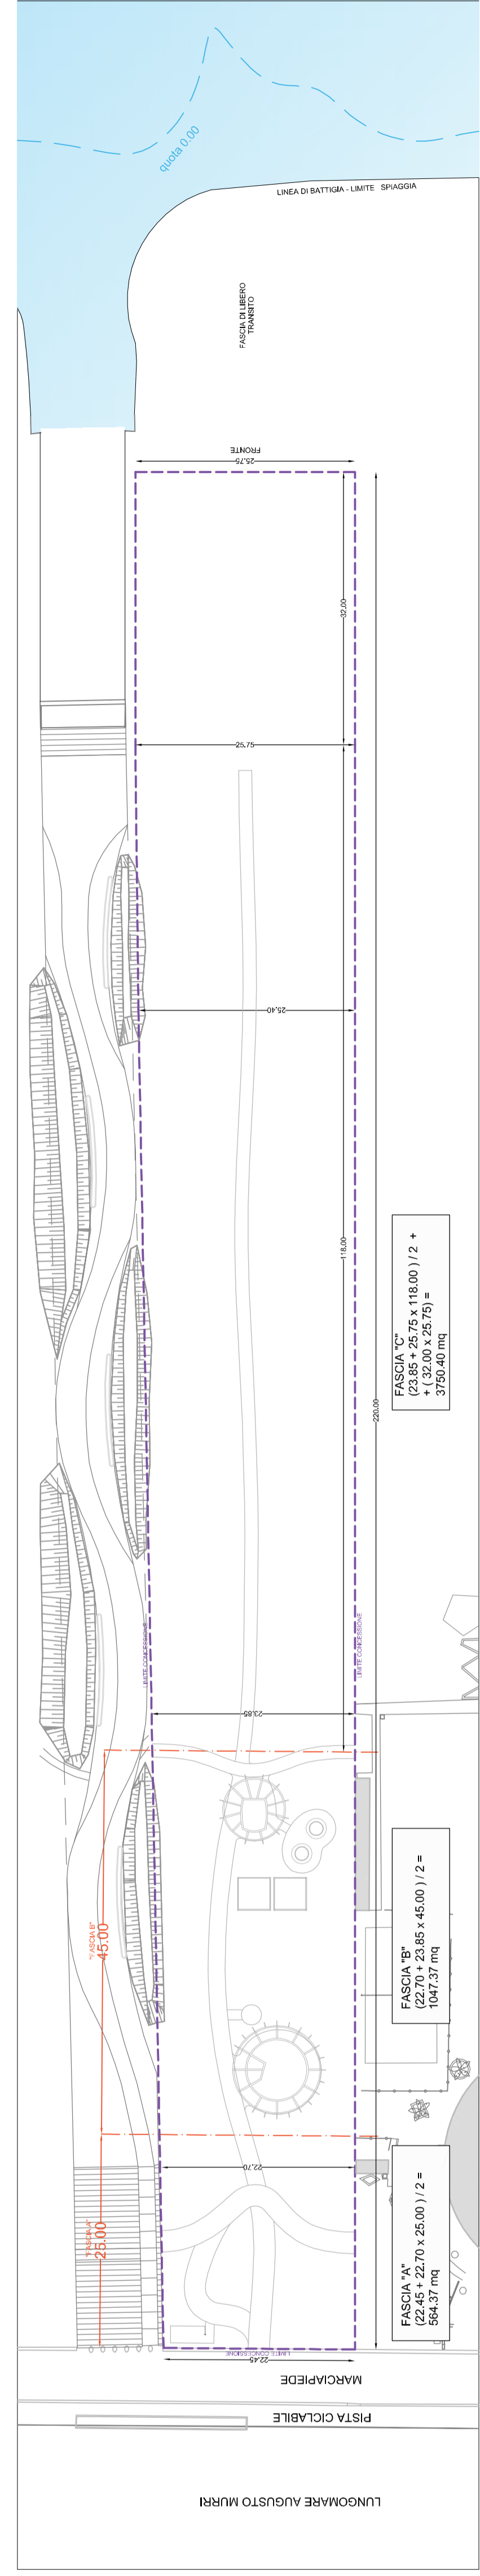 quota 0.00
LINEA DI BATTIGIA - LIMITE SPIAGGIA
FASCIA DI LIBERO
TRANSITO
FRONTE
25.75
32.00
25.75
25.40
118.00
FASCIA "C"
(23.85 + 25.75 x 118.00 ) / 2 +
+ ( 32.00 x 25.75) =
3750.40 mq
220.00
LIMITE CONCESSIONE
LIMITE CONCESSIONE
23.85
"FASCIA B"
45.00
FASCIA "B"
(22.70 + 23.85 x 45.00 ) / 2 =
1047.37 mq
22.70
"FASCIA A"
25.00
FASCIA "A"
(22.45 + 22.70 x 25.00 ) / 2 =
564.37 mq
LIMITE CONCESSIONE
22.45
MARCIAPIEDE
PISTA CICLABILE
LUNGOMARE AUGUSTO MURRI